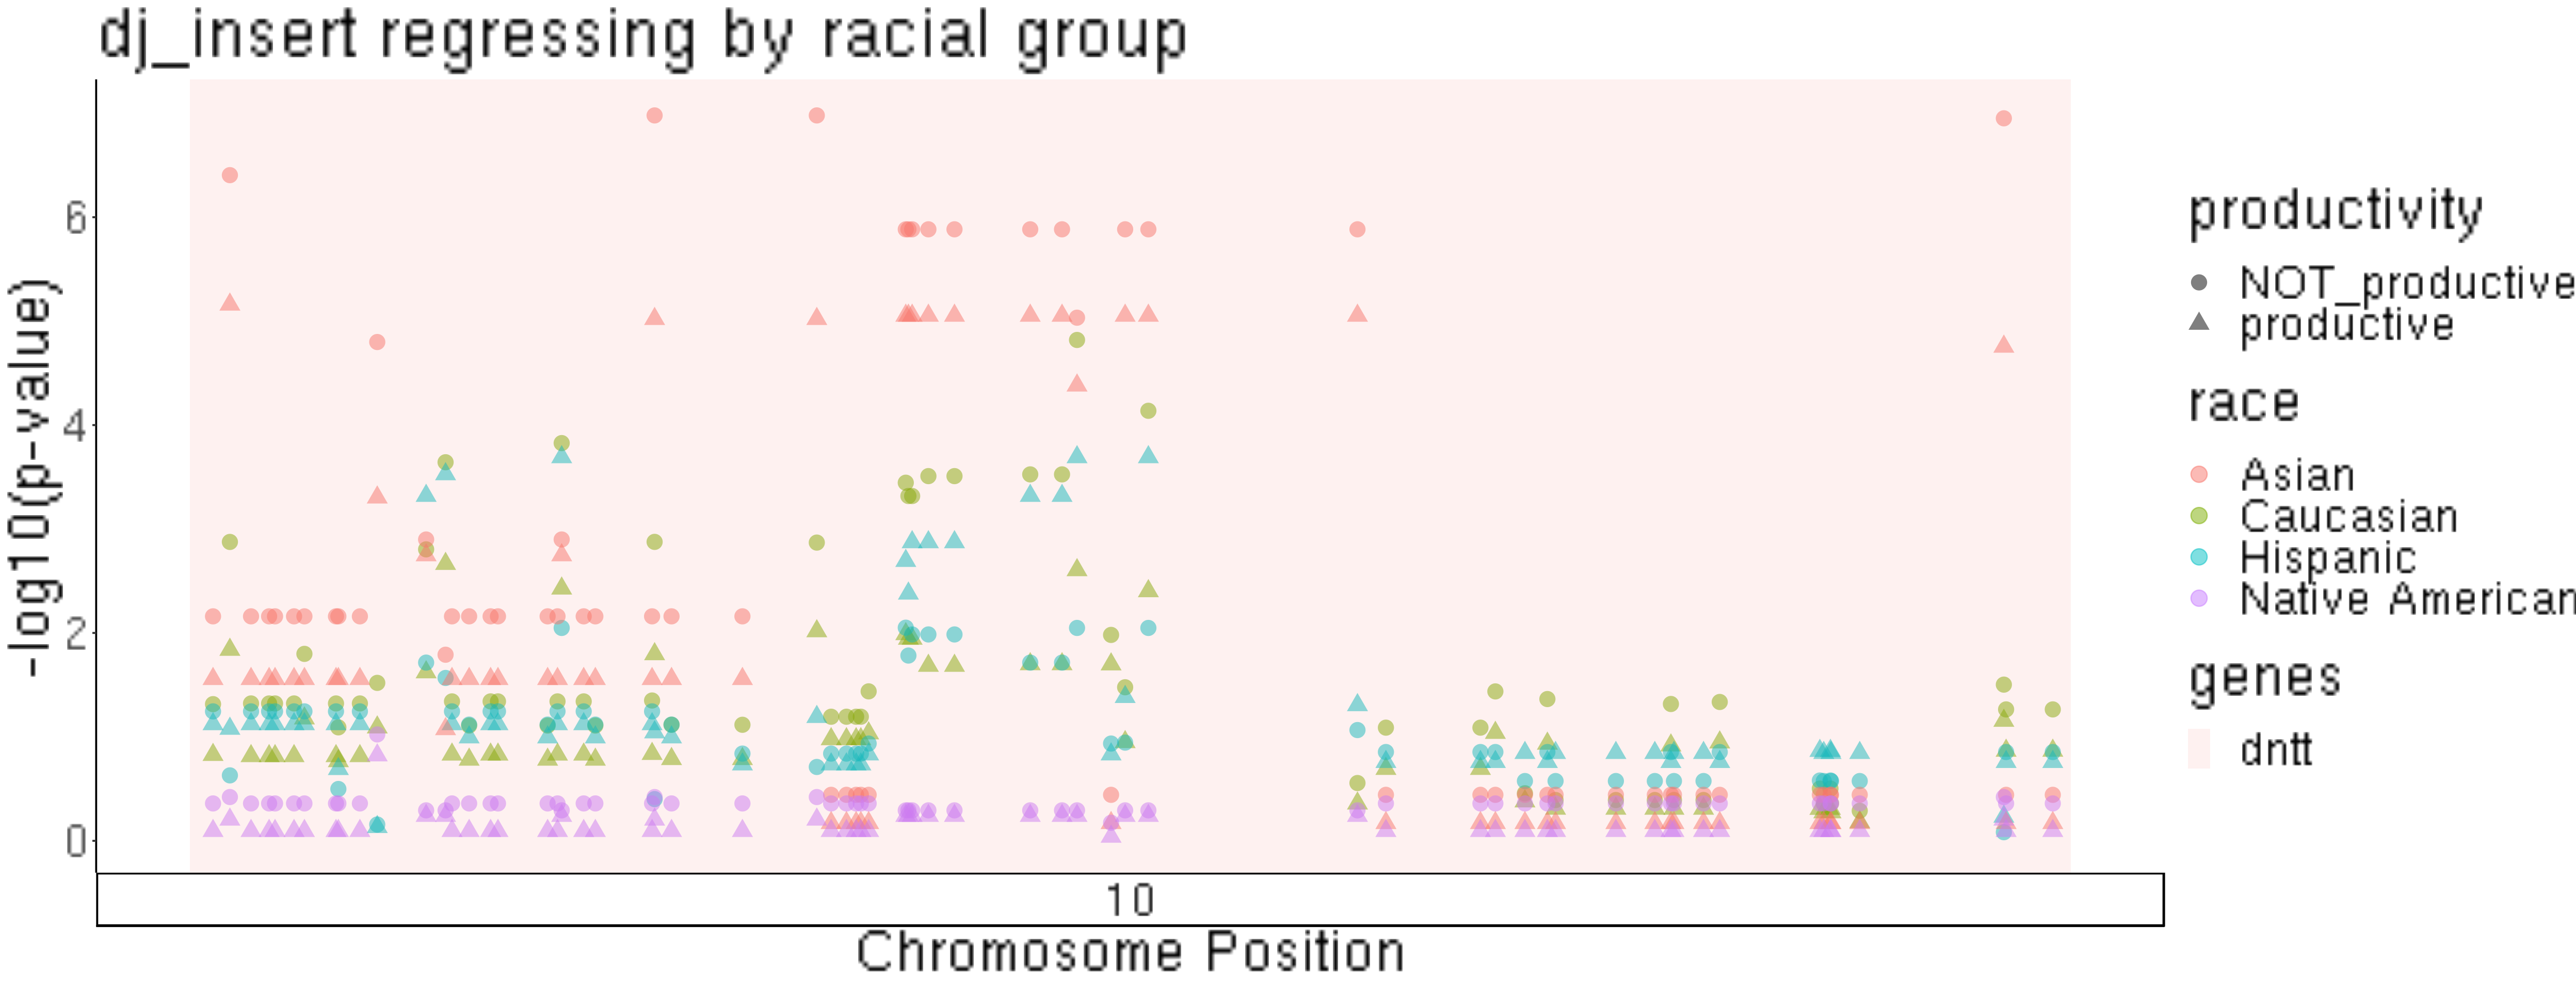 dj_insert regressing by racial group
-log10(p-value)
6
4
2
0
10
Chromosome Position
productivity
NOT_productive
productive
race
Asian
Caucasian
Hispanic
Native American
genes
dntt